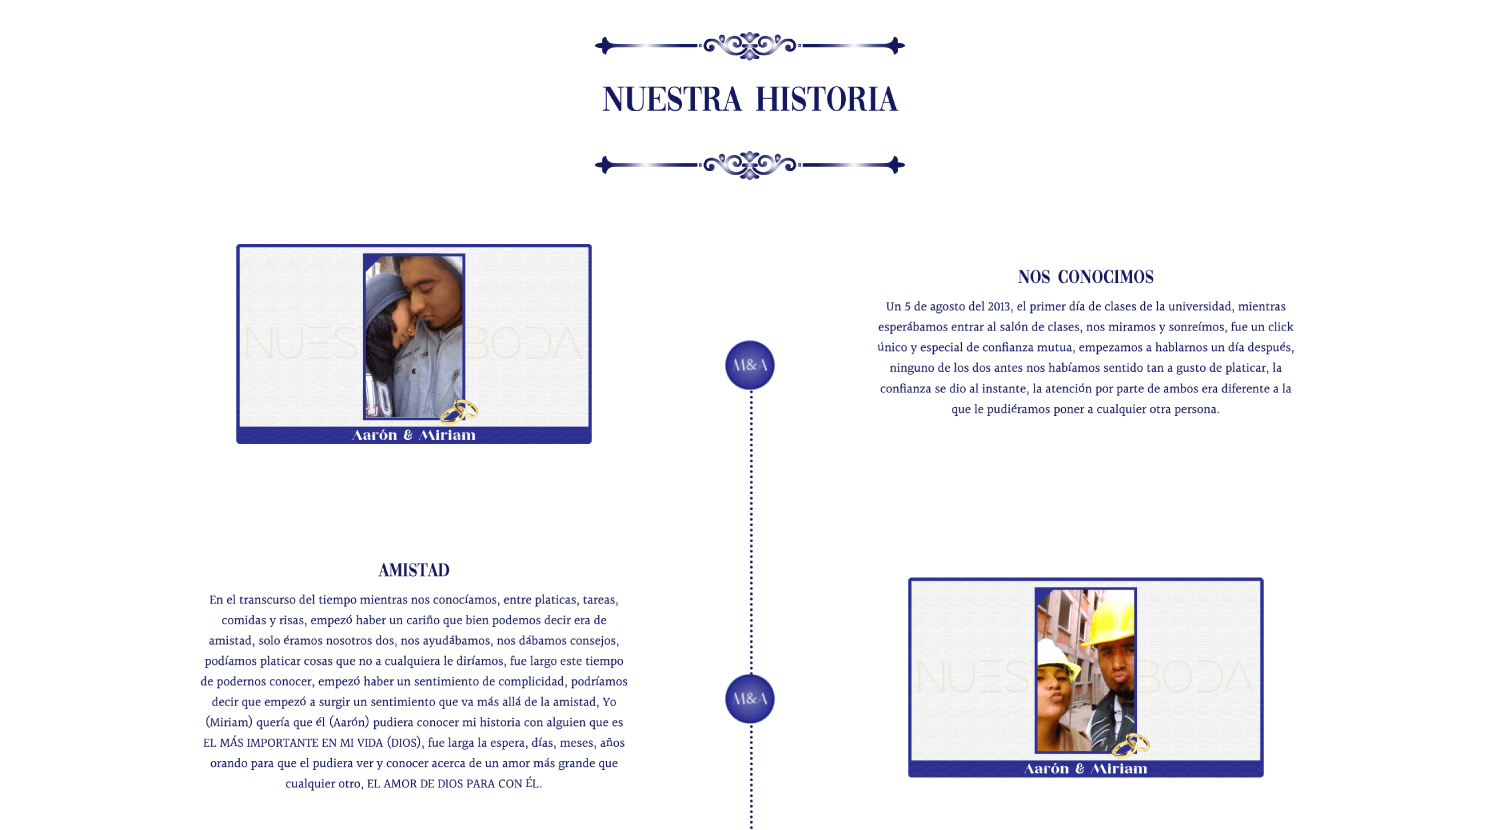 NUESTRA HISTORIA
Aarón & Miriam
NOS CONOCIMOS
Un 5 de agosto del 2013, el primer día de clases de la universidad, mientras
esperábamos entrar al salón de clases, nos miramos y sonreímos, fue un click
único y especial de confianza mutua, empezamos a hablarnos un día después,
ninguno de los dos antes nos habíamos sentido tan a gusto de platicar, la
confianza se dio al instante, la atención por parte de ambos era diferente a la
que le pudiéramos poner a cualquier otra persona.
M&A
AMISTAD
En el transcurso del tiempo mientras nos conocíamos, entre platicas, tareas,
comidas y risas, empezó haber un cariño que bien podemos decir era de
amistad, solo éramos nosotros dos, nos ayudábamos, nos dábamos consejos,
podíamos platicar cosas que no a cualquiera le diríamos, fue largo este tiempo
de podernos conocer, empezó haber un sentimiento de complicidad, podríamos
decir que empezó a surgir un sentimiento que va más allá de la amistad, Yo
(Miriam) quería que él (Aarón) pudiera conocer mi historia con alguien que es
EL MÁS IMPORTANTE EN MI VIDA (DIOS), fue larga la espera, días, meses, años
orando para que el pudiera ver y conocer acerca de un amor más grande que
cualquier otro, EL AMOR DE DIOS PARA CON ÉL.
M&A
NUES BODA
Aarón & Miriam